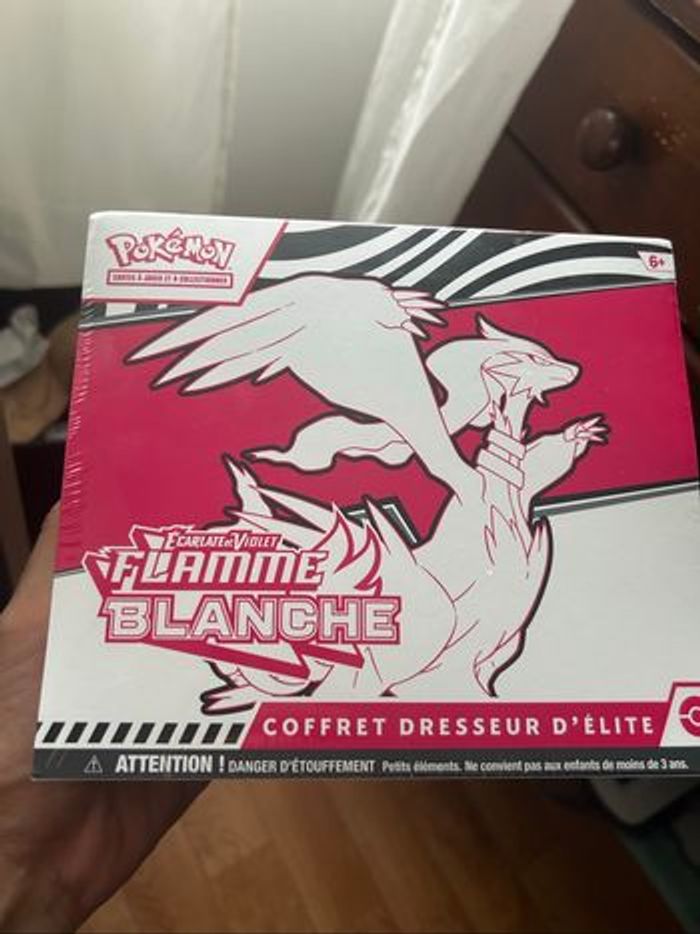 POKéMON
CARTES À JOUER ET À COLLECTIONNER
6+
ÉCARLATE ET VIOLET
FLAMME
BLANCHE
COFFRET DRESSEUR D'ÉLITE
ATTENTION ! DANGER D'ÉTOUFFEMENT Petits éléments. Ne convient pas aux enfants de moins de 3 ans.